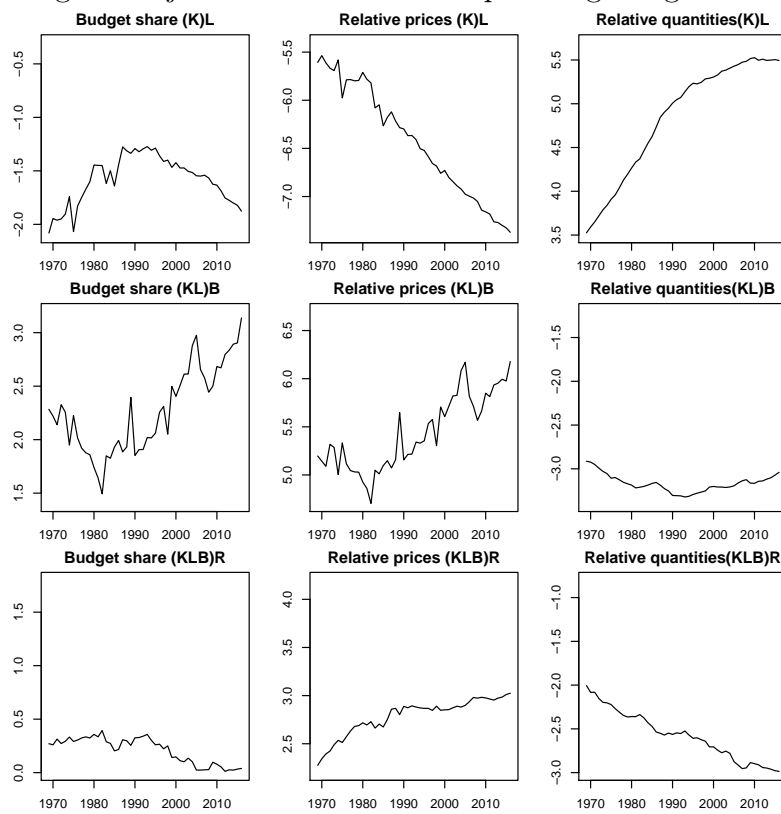 Budget share (K)L
Relative prices (K)L
Relative quantities(K)L
−0.5
−1.0
−1.5
−2.0
−5.5
−6.0
−6.5
−7.0
5.5
5.0
4.5
4.0
3.5
1970 1980 1990 2000 2010
1970 1980 1990 2000 2010
1970 1980 1990 2000 2010
Budget share (KL)B
Relative prices (KL)B
Relative quantities(KL)B
3.0
2.5
2.0
1.5
6.5
6.0
5.5
5.0
−1.5
−2.0
−2.5
−3.0
1970 1980 1990 2000 2010
1970 1980 1990 2000 2010
1970 1980 1990 2000 2010
Budget share (KLB)R
Relative prices (KLB)R
Relative quantities(KLB)R
1.5
1.0
0.5
0.0
4.0
3.5
3.0
2.5
−1.0
−1.5
−2.0
−2.5
−3.0
1970 1980 1990 2000 2010
1970 1980 1990 2000 2010
1970 1980 1990 2000 2010